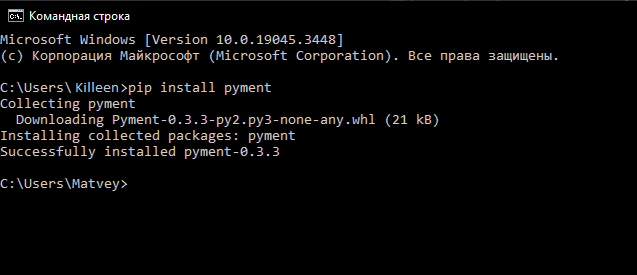 Командная строка
Microsoft Windows [Version 10.0.19045.3448]
(c) Корпорация Майкрософт (Microsoft Corporation). Все права защищены.
C:\Users\ Killeen>pip install pyment
Collecting pyment
Downloading Pyment-0.3.3-py2.py3-none-any.whl (21 kB)
Installing collected packages: pyment
Successfully installed pyment-0.3.3
C:\Users\Matvey>